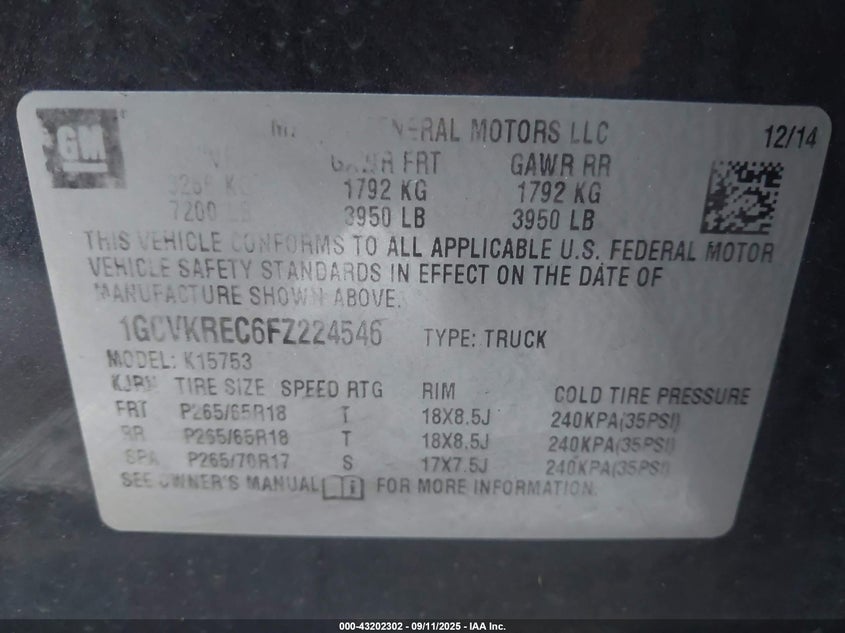 GM
GENERAL MOTORS LLC 12/14
GAWR FRT GAWR RR
1792 KG 1792 KG
7200 LB 3950 LB 3950 LB
THIS VEHICLE CONFORMS TO ALL APPLICABLE U.S. FEDERAL MOTOR
VEHICLE SAFETY STANDARDS IN EFFECT ON THE DATE OF
MANUFACTURE SHOWN ABOVE.
1GCVKREC6FZ224546 TYPE: TRUCK
MODEL: K15753
TIRE SIZE SPEED RTG RIM COLD TIRE PRESSURE
FRT P265/65R18 T 18X8.5J 240KPA(35PSI)
RR P265/65R18 T 18X8.5J 240KPA(35PSI)
SPA P265/70R17 S 17X7.5J 240KPA(35PSI)
SEE OWNER'S MANUAL FOR MORE INFORMATION.
000-43202302 - 09/11/2025 - IAA Inc.